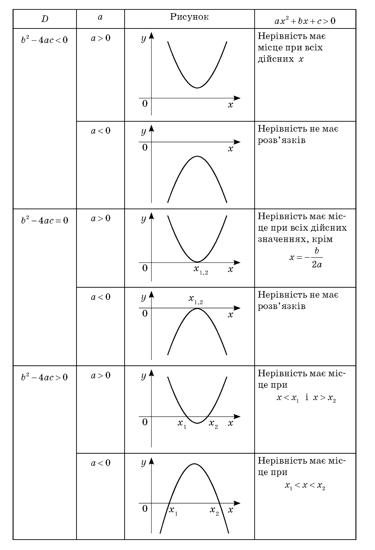 D a Рисунок ax² + bx + c > 0
b² − 4ac < 0 a > 0 y 0 x Нерівність має
місце при всіх
дійсних x
a < 0 y 0 x Нерівність не має
розв’язків
b² − 4ac = 0 a > 0 y 0 x₁,₂ x Нерівність має міс-
це при всіх дійсних
значеннях, крім
x = −b/2a
a < 0 y x₁,₂ 0 x Нерівність не має
розв’язків
b² − 4ac > 0 a > 0 y 0 x₁ x₂ x Нерівність має міс-
це при
x < x₁ і x > x₂
a < 0 y 0 x₁ x₂ x Нерівність має міс-
це при
x₁ < x < x₂